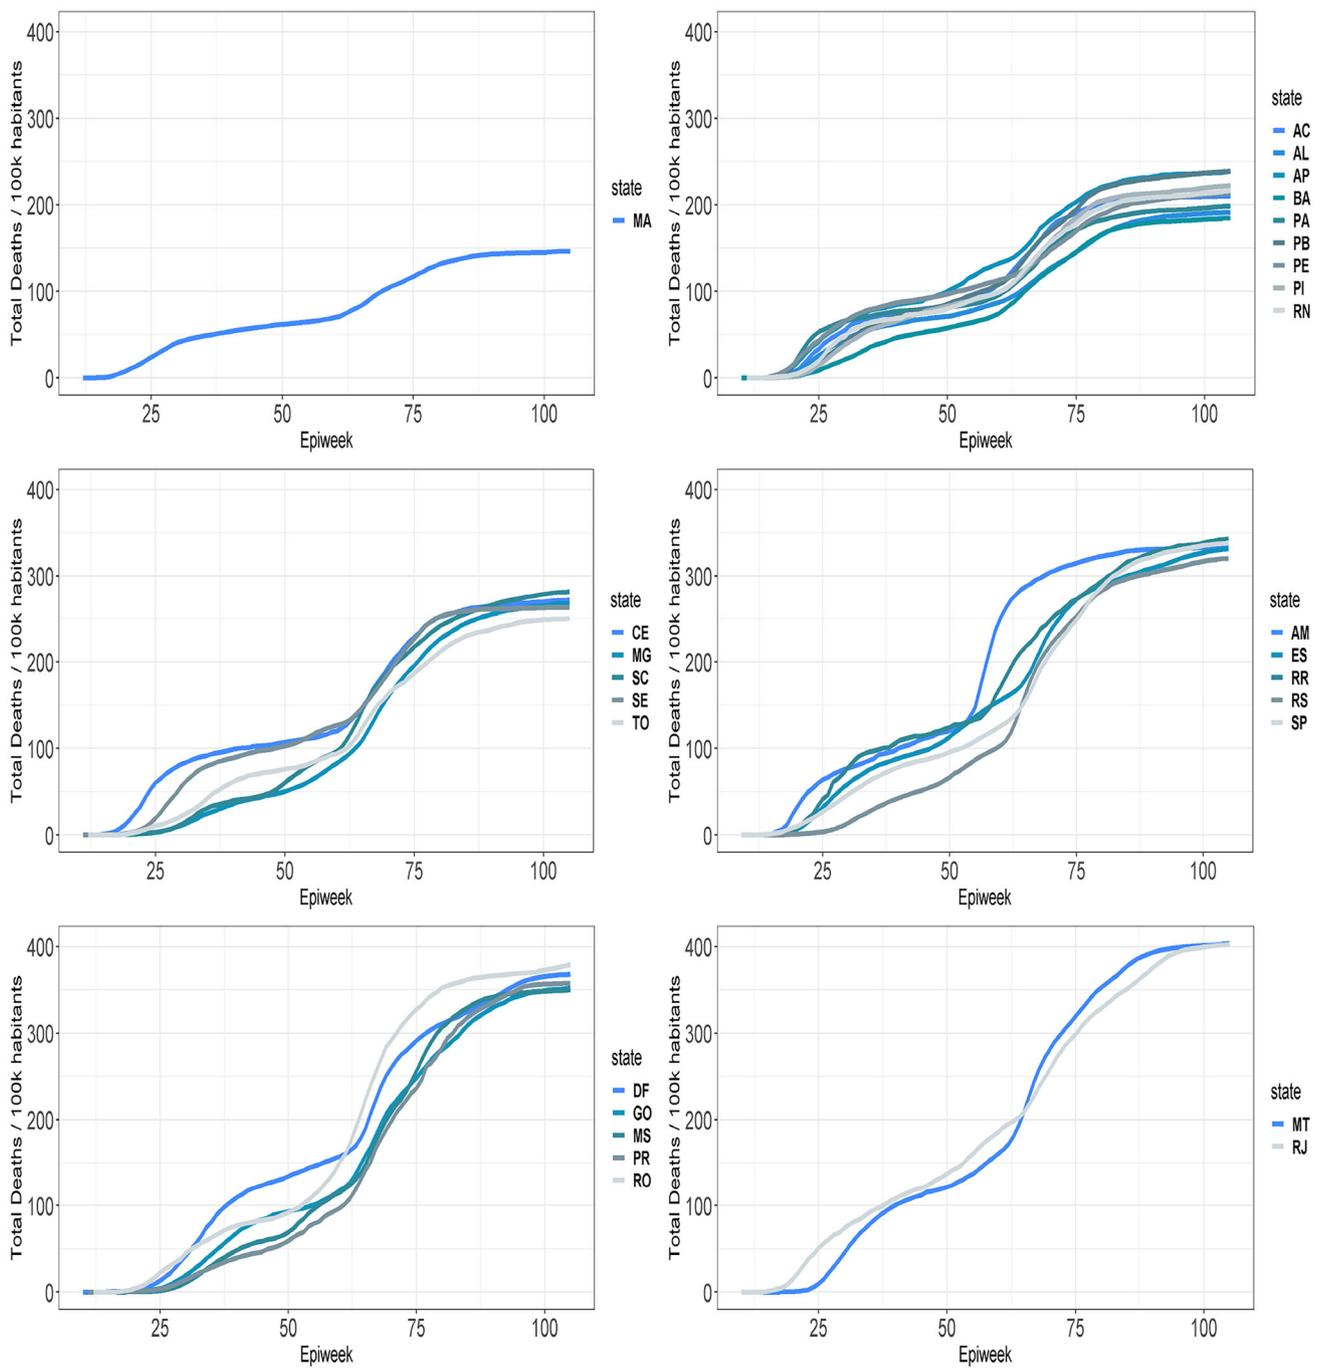 Total Deaths / 100k habitants
400
300
200
100
0
25 50 75 100
Epiweek
state
MA
Total Deaths / 100k habitants
400
300
200
100
0
25 50 75 100
Epiweek
state
AC
AL
AP
BA
PA
PB
PE
PI
RN
Total Deaths / 100k habitants
400
300
200
100
0
25 50 75 100
Epiweek
state
CE
MG
SC
SE
TO
Total Deaths / 100k habitants
400
300
200
100
0
25 50 75 100
Epiweek
state
AM
ES
RR
RS
SP
Total Deaths / 100k habitants
400
300
200
100
0
25 50 75 100
Epiweek
state
DF
GO
MS
PR
RO
Total Deaths / 100k habitants
400
300
200
100
0
25 50 75 100
Epiweek
state
MT
RJ